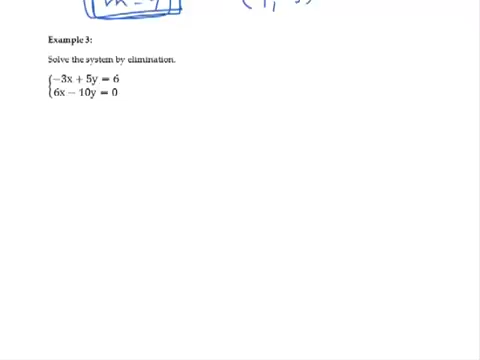 Example 3:
Solve the system by elimination.
{−3x + 5y = 6
{6x − 10y = 0